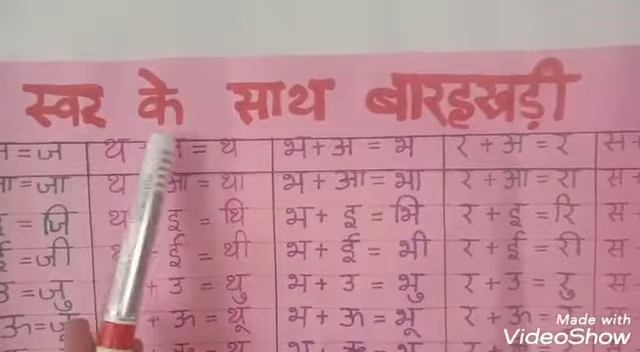 स्वर के साथ बारहखड़ी
= ज थ = थ भ + अ = भ र + अ = र स +
= जा थ आ = था भ + आ = भा र + आ = रा स
= जि थ इ = थि भ + इ = भि र + इ = रि स
= जी ई = थी भ + ई = भी र + ई = री स
= जु + उ = थु भ + उ = भु र + उ = रु स
ऊ = + ऊ = थू भ + ऊ = भू र + ऊ =
Made with
VideoShow